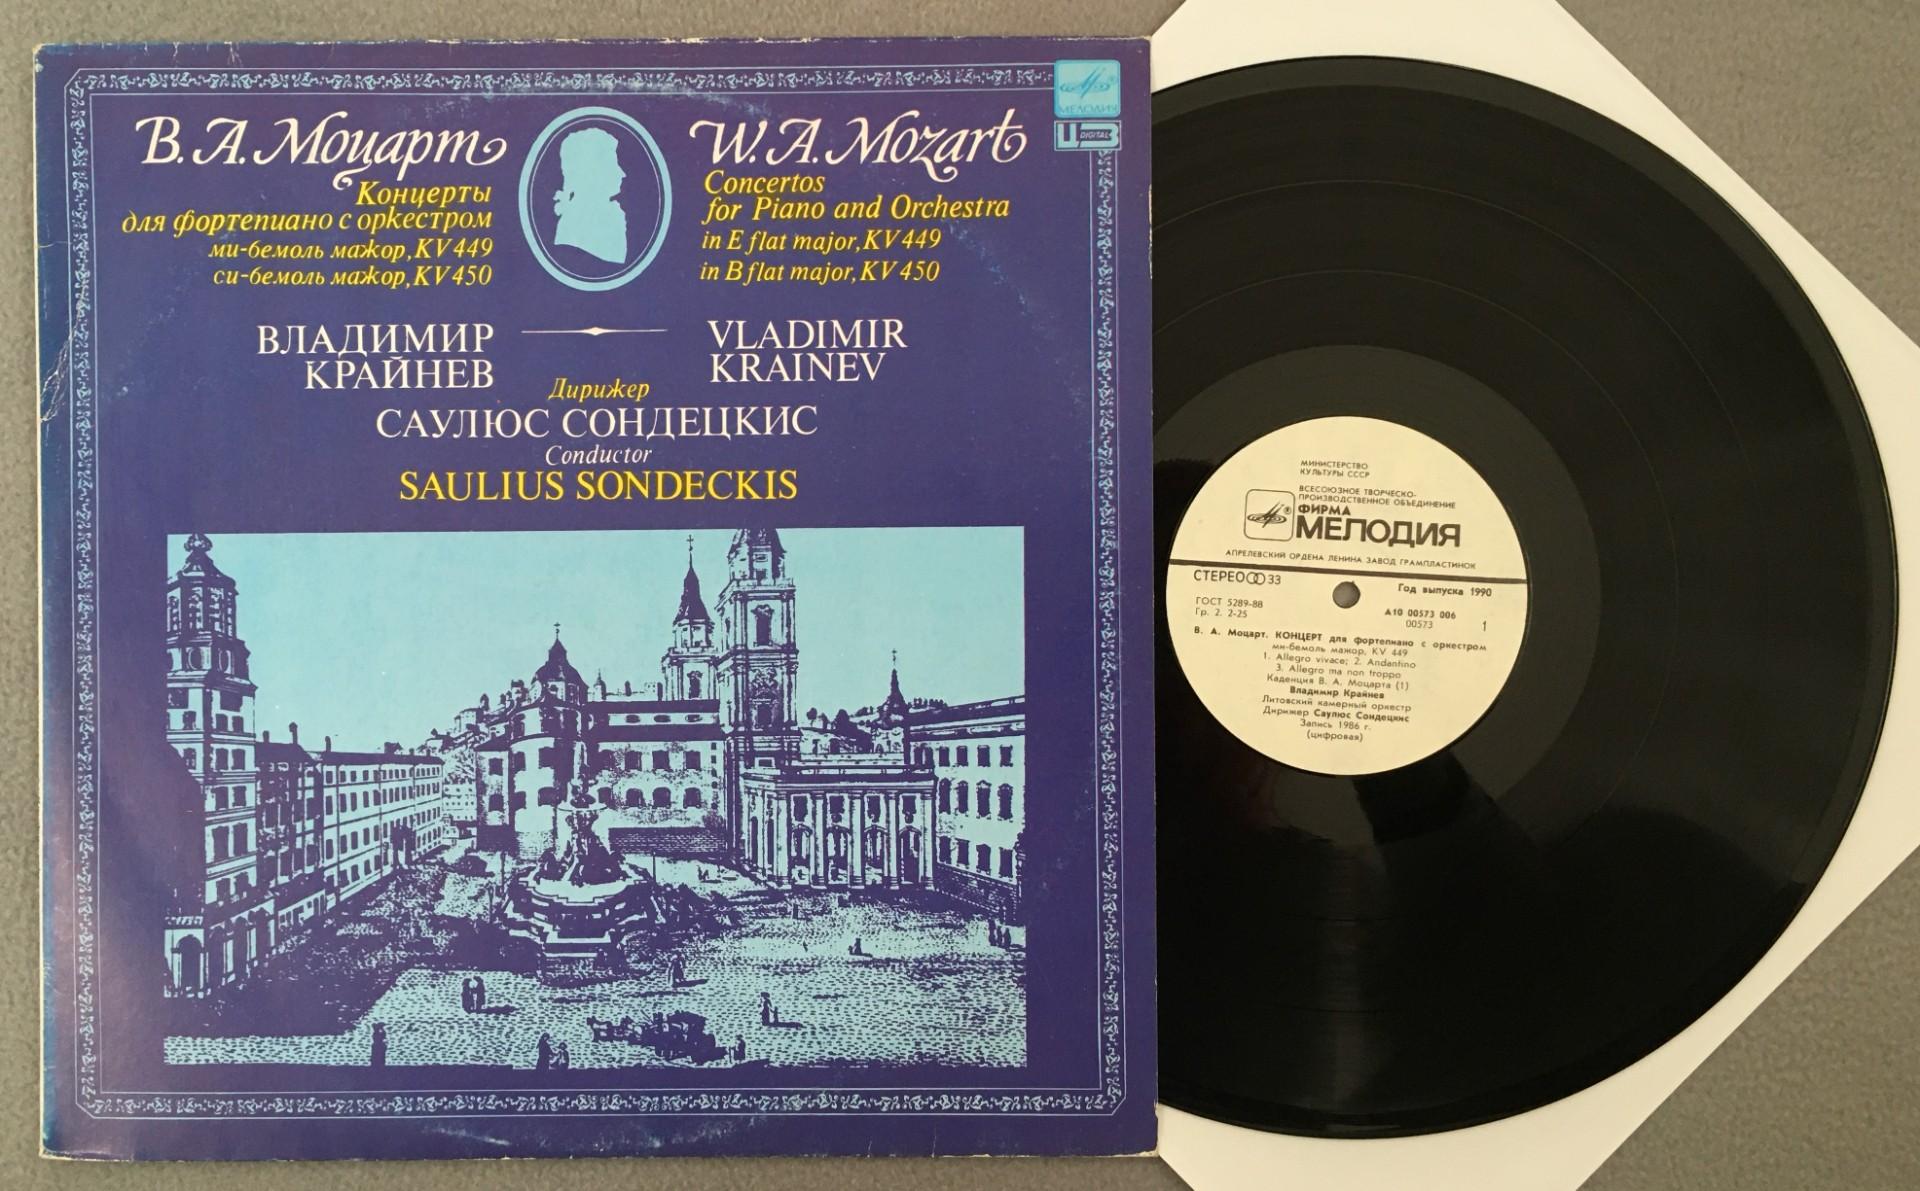 В. А. Моцарт
Концерты
для фортепиано с оркестром
ми-бемоль мажор, KV 449
си-бемоль мажор, KV 450
W. A. Mozart
Concertos
for Piano and Orchestra
in E flat major, KV 449
in B flat major, KV 450
МЕЛОДИЯ
DIGITAL
ВЛАДИМИР
КРАЙНЕВ
VLADIMIR
KRAINEV
Дирижер
САУЛЮС СОНДЕЦКИС
Conductor
SAULIUS SONDECKIS
МИНИСТЕРСТВО
КУЛЬТУРЫ СССР
ВСЕСОЮЗНОЕ ТВОРЧЕСКО-
ПРОИЗВОДСТВЕННОЕ ОБЪЕДИНЕНИЕ
ФИРМА
МЕЛОДИЯ
АПРЕЛЕВСКИЙ ОРДЕНА ЛЕНИНА ЗАВОД ГРАМПЛАСТИНОК
СТЕРЕО 33
Год выпуска 1990
ГОСТ 5289-88
Гр. 2. 2-25
А10 00573 006
00573
1
В. А. Моцарт. КОНЦЕРТ для фортепиано с оркестром
ми-бемоль мажор, KV 449
1. Allegro vivace; 2. Andantino
3. Allegro ma non troppo
Каденция В. А. Моцарта (1)
Владимир Крайнев
Литовский камерный оркестр
Дирижер Саулюс Сондецкис
Запись 1986 г.
(цифровая)